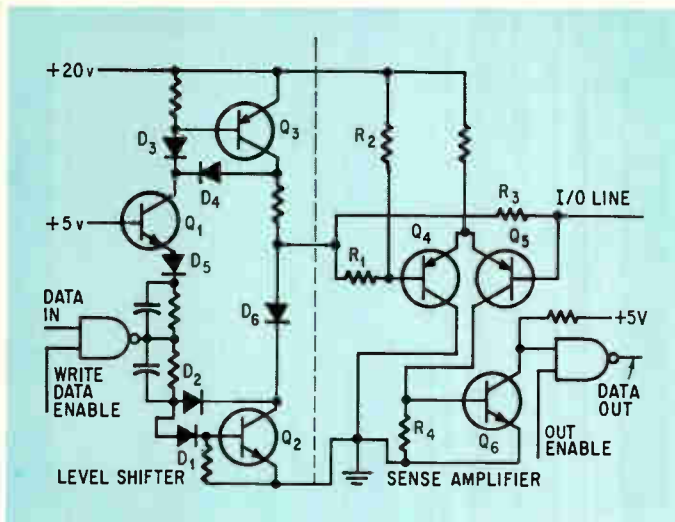 +20v
Q3
D3
D4
R2
R3
I/O LINE
+5v
Q1
Q4
Q5
R1
D5
DATA
IN
D6
+5V
WRITE
DATA
ENABLE
D2
DATA
OUT
D1
Q2
R4
Q6
OUT
ENABLE
LEVEL SHIFTER
SENSE AMPLIFIER